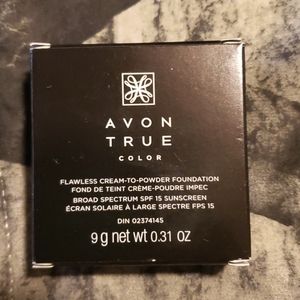 AVON
TRUE
COLOR
FLAWLESS CREAM-TO-POWDER FOUNDATION
FOND DE TEINT CRÈME-POUDRE IMPEC
BROAD SPECTRUM SPF 15 SUNSCREEN
ÉCRAN SOLAIRE À LARGE SPECTRE FPS 15
DIN 02374145
9 g net wt 0.31 oz